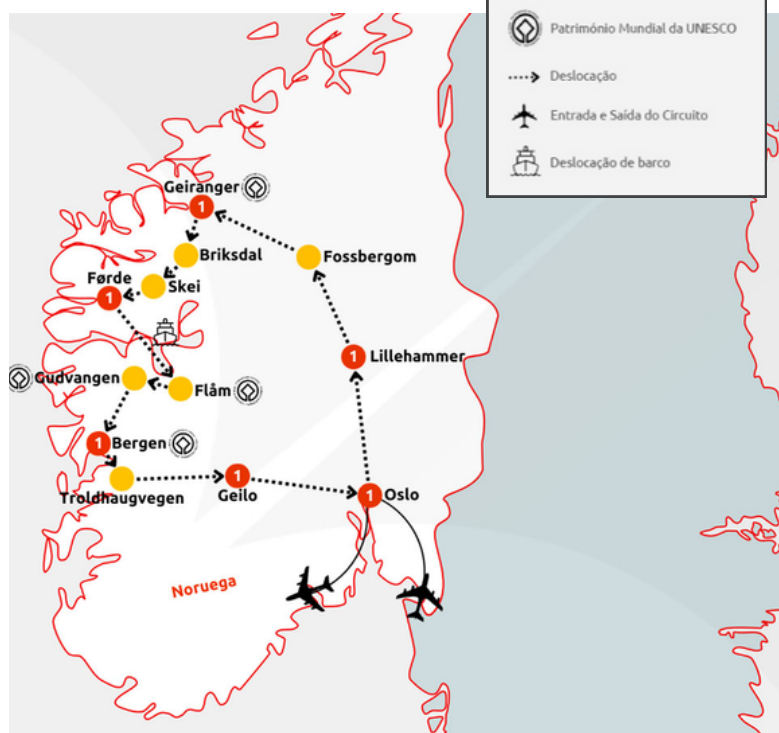 Património Mundial da UNESCO
Deslocação
Entrada e Saída do Circuito
Deslocação de barco
Geiranger
1
Briksdal
Fossbergom
Førde
Skei
1
1
Lillehammer
Gudvangen
Flåm
1
Bergen
Troldhaugvegen
1
Geilo
1
Oslo
Noruega